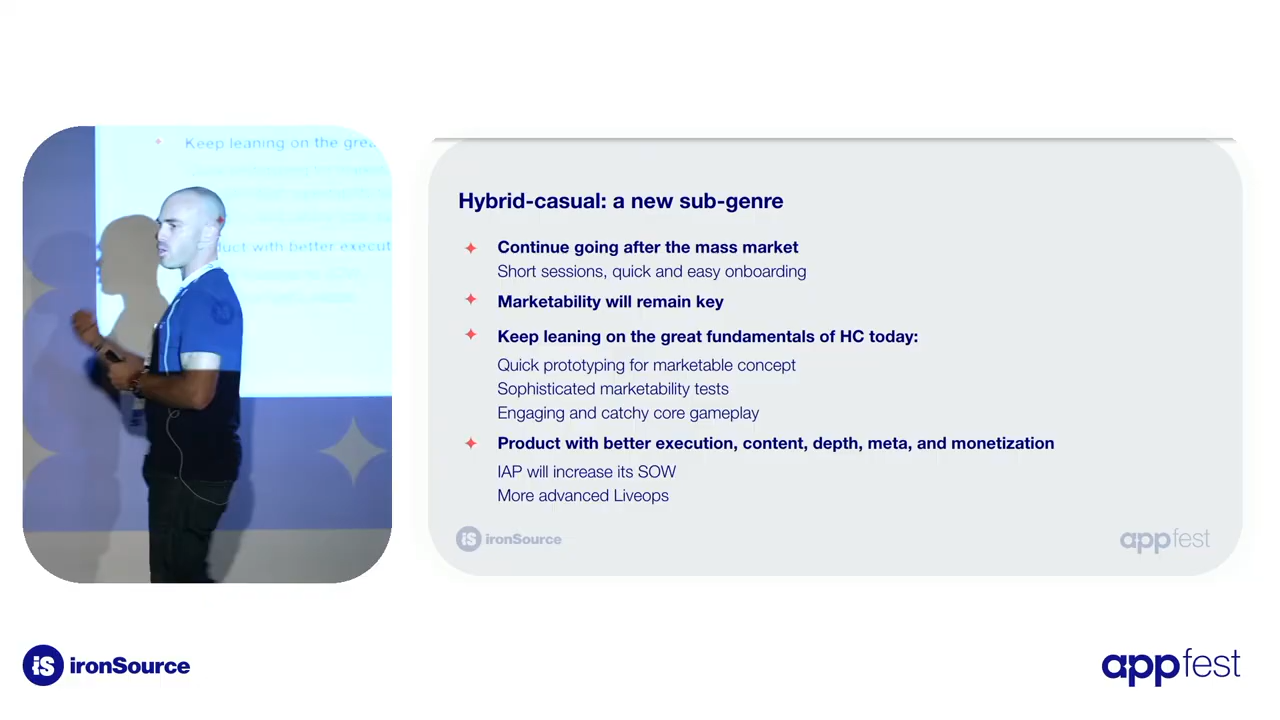 Keep leaning on the grea
duct with better execut
Hybrid-casual: a new sub-genre
Continue going after the mass market
Short sessions, quick and easy onboarding
Marketability will remain key
Keep leaning on the great fundamentals of HC today:
Quick prototyping for marketable concept
Sophisticated marketability tests
Engaging and catchy core gameplay
Product with better execution, content, depth, meta, and monetization
IAP will increase its SOW
More advanced Liveops
iS ironSource
appfest
iS ironSource
appfest